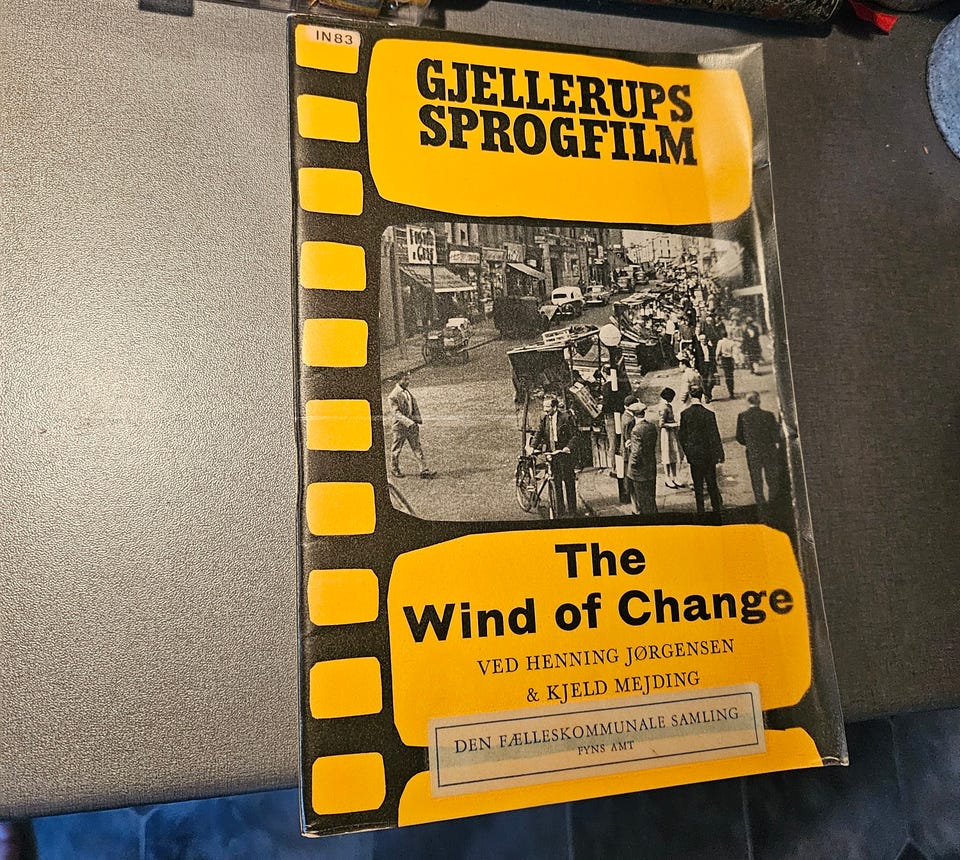 IN83
GJELLERUPS
SPROGFILM
The
Wind of Change
VED HENNING JØRGENSEN
& KJELD MEJDING
DEN FÆLLESKOMMUNALE SAMLING
FYNS AMT